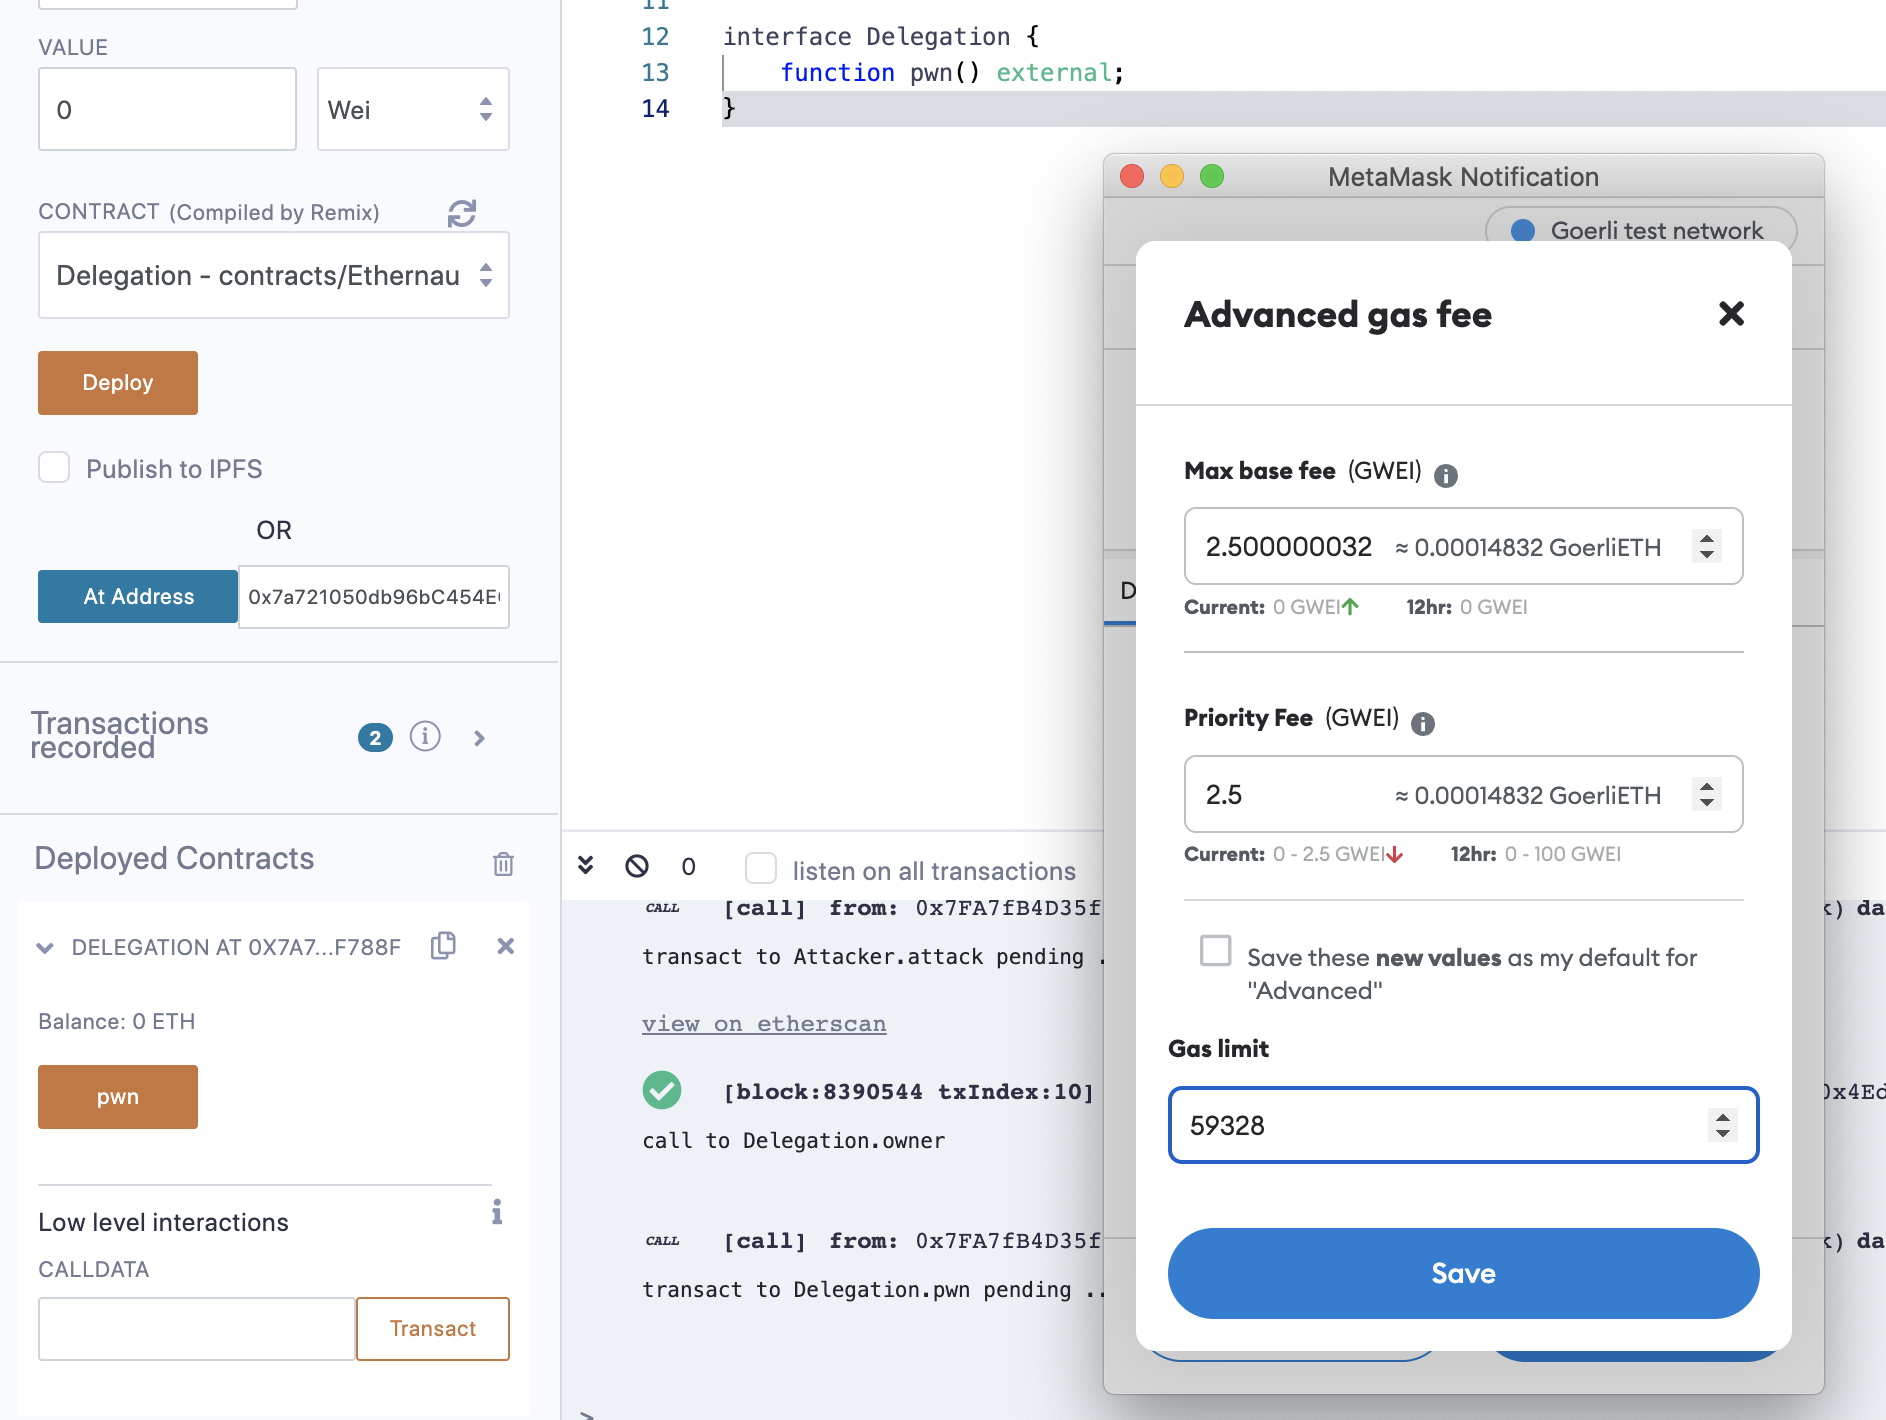 VALUE
0
Wei
CONTRACT (Compiled by Remix)
Delegation - contracts/Ethernau
Deploy
Publish to IPFS
OR
At Address
0x7a721050db96bC454E
Transactions
recorded
2
Deployed Contracts
DELEGATION AT 0X7A7...F788F
Balance: 0 ETH
pwn
Low level interactions
CALLDATA
Transact
11
12 interface Delegation {
13 function pwn() external;
14 }
0
listen on all transactions
CALL [call] from: 0x7FA7fB4D35f
) da
transact to Attacker.attack pending .
view on etherscan
[block:8390544 txIndex:10]
0x4Ed
call to Delegation.owner
CALL [call] from: 0x7FA7fB4D35f
) da
transact to Delegation.pwn pending ..
>
MetaMask Notification
Goerli test network
D
Advanced gas fee
Max base fee (GWEI)
2.500000032 ≈ 0.00014832 GoerliETH
Current: 0 GWEI 12hr: 0 GWEI
Priority Fee (GWEI)
2.5 ≈ 0.00014832 GoerliETH
Current: 0 - 2.5 GWEI 12hr: 0 - 100 GWEI
Save these new values as my default for
"Advanced"
Gas limit
59328
Save